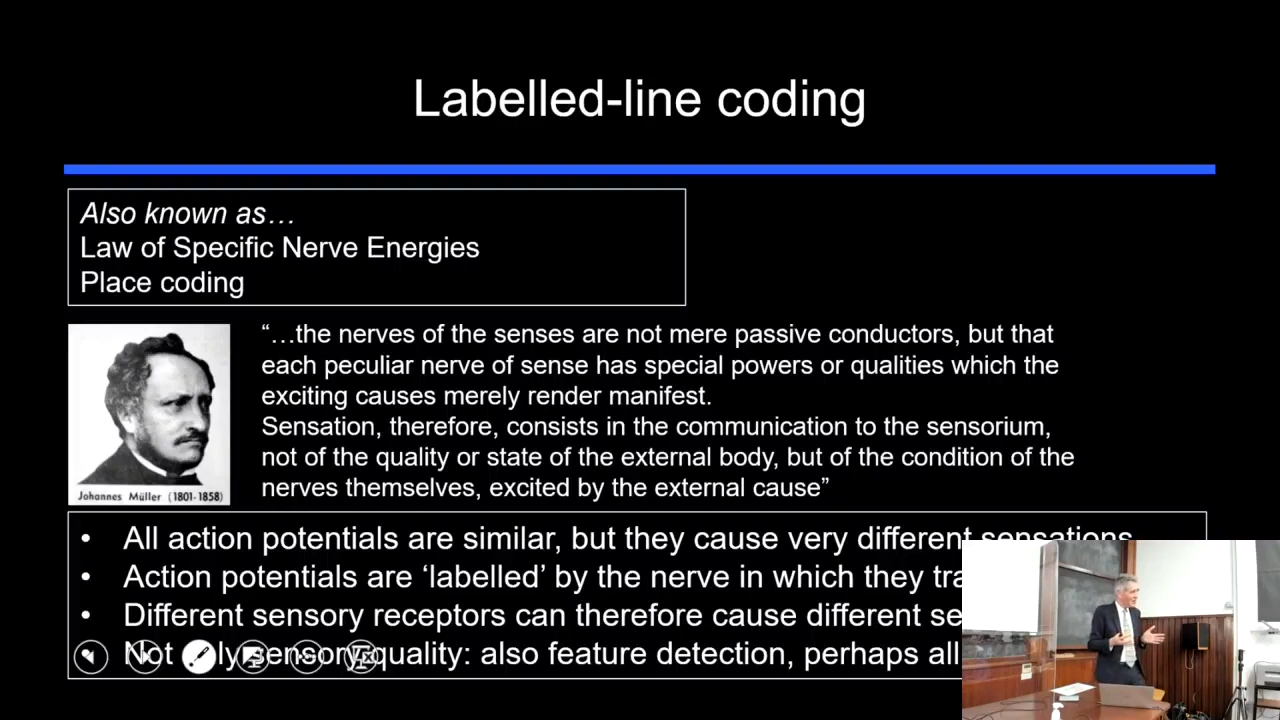 Labelled-line coding
Also known as…
Law of Specific Nerve Energies
Place coding
“…the nerves of the senses are not mere passive conductors, but that
each peculiar nerve of sense has special powers or qualities which the
exciting causes merely render manifest.
Sensation, therefore, consists in the communication to the sensorium,
not of the quality or state of the external body, but of the condition of the
nerves themselves, excited by the external cause”
Johannes Müller (1801-1858)
• All action potentials are similar, but they cause very different sensations
• Action potentials are ‘labelled’ by the nerve in which they
• Different sensory receptors can therefore cause different
• Not only sensory quality: also feature detection, perhaps all